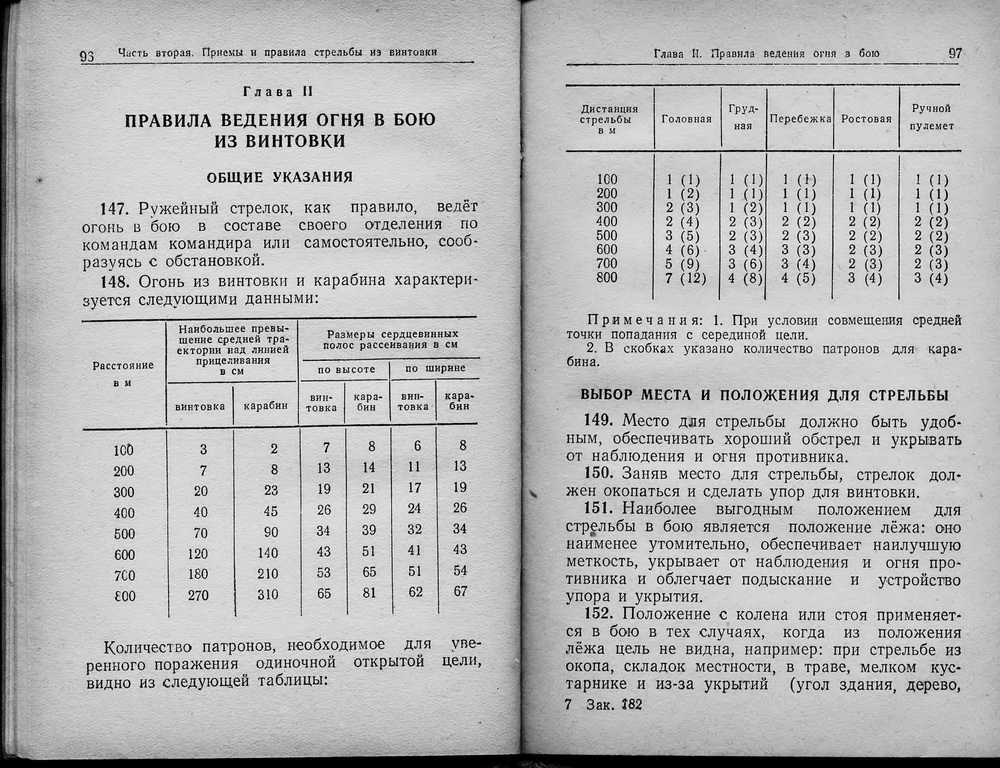 93 Часть вторая. Приемы и правила стрельбы из винтовки
Глава II
ПРАВИЛА ВЕДЕНИЯ ОГНЯ В БОЮ
ИЗ ВИНТОВКИ
ОБЩИЕ УКАЗАНИЯ
147. Ружейный стрелок, как правило, ведёт
огонь в бою в составе своего отделения по
командам командира или самостоятельно, сооб-
разуясь с обстановкой.
148. Огонь из винтовки и карабина характери-
зуется следующими данными:
Расстояние
в м
Наибольшее превы-
шение средней тра-
ектории над линией
прицеливания
в см
Размеры сердцевинных
полос рассеивания в см
по высоте по ширине
винтовка карабин вин-
товка кара-
бин вин-
товка кара-
бин
100 3 2 7 8 6 8
200 7 8 13 14 11 13
300 20 23 19 21 17 19
400 40 45 26 29 24 26
500 70 90 34 39 32 34
600 120 140 43 51 41 43
700 180 210 53 65 51 54
800 270 310 65 81 62 67
Количество патронов, необходимое для уве-
ренного поражения одиночной открытой цели,
видно из следующей таблицы:
Глава II. Правила ведения огня в бою 97
Дистанция
стрельбы
в м
Головная
Груд-
ная
Перебежка
Ростовая
Ручной
пулемет
100 1 (1) 1 (1) 1 (1) 1 (1) 1 (1)
200 1 (2) 1 (1) 1 (1) 1 (1) 1 (1)
300 2 (3) 1 (2) 1 (1) 1 (1) 1 (1)
400 2 (4) 2 (3) 2 (2) 2 (2) 2 (2)
500 3 (5) 2 (3) 2 (3) 2 (2) 2 (2)
600 4 (6) 3 (4) 3 (3) 2 (3) 2 (3)
700 5 (9) 3 (6) 3 (4) 2 (3) 2 (3)
800 7 (12) 4 (8) 4 (5) 3 (4) 3 (4)
Примечания: 1. При условии совмещения средней
точки попадания с серединой цели.
2. В скобках указано количество патронов для кара-
бина.
ВЫБОР МЕСТА И ПОЛОЖЕНИЯ ДЛЯ СТРЕЛЬБЫ
149. Место для стрельбы должно быть удоб-
ным, обеспечивать хороший обстрел и укрывать
от наблюдения и огня противника.
150. Заняв место для стрельбы, стрелок дол-
жен окопаться и сделать упор для винтовки.
151. Наиболее выгодным положением для
стрельбы в бою является положение лёжа: оно
наименее утомительно, обеспечивает наилучшую
меткость, укрывает от наблюдения и огня про-
тивника и облегчает подыскание и устройство
упора и укрытия.
152. Положение с колена или стоя применяет-
ся в бою в тех случаях, когда из положения
лёжа цель не видна, например: при стрельбе из
окопа, складок местности, в траве, мелком кус-
тарнике и из-за укрытий (угол здания, дерево,
7 Зак. 182